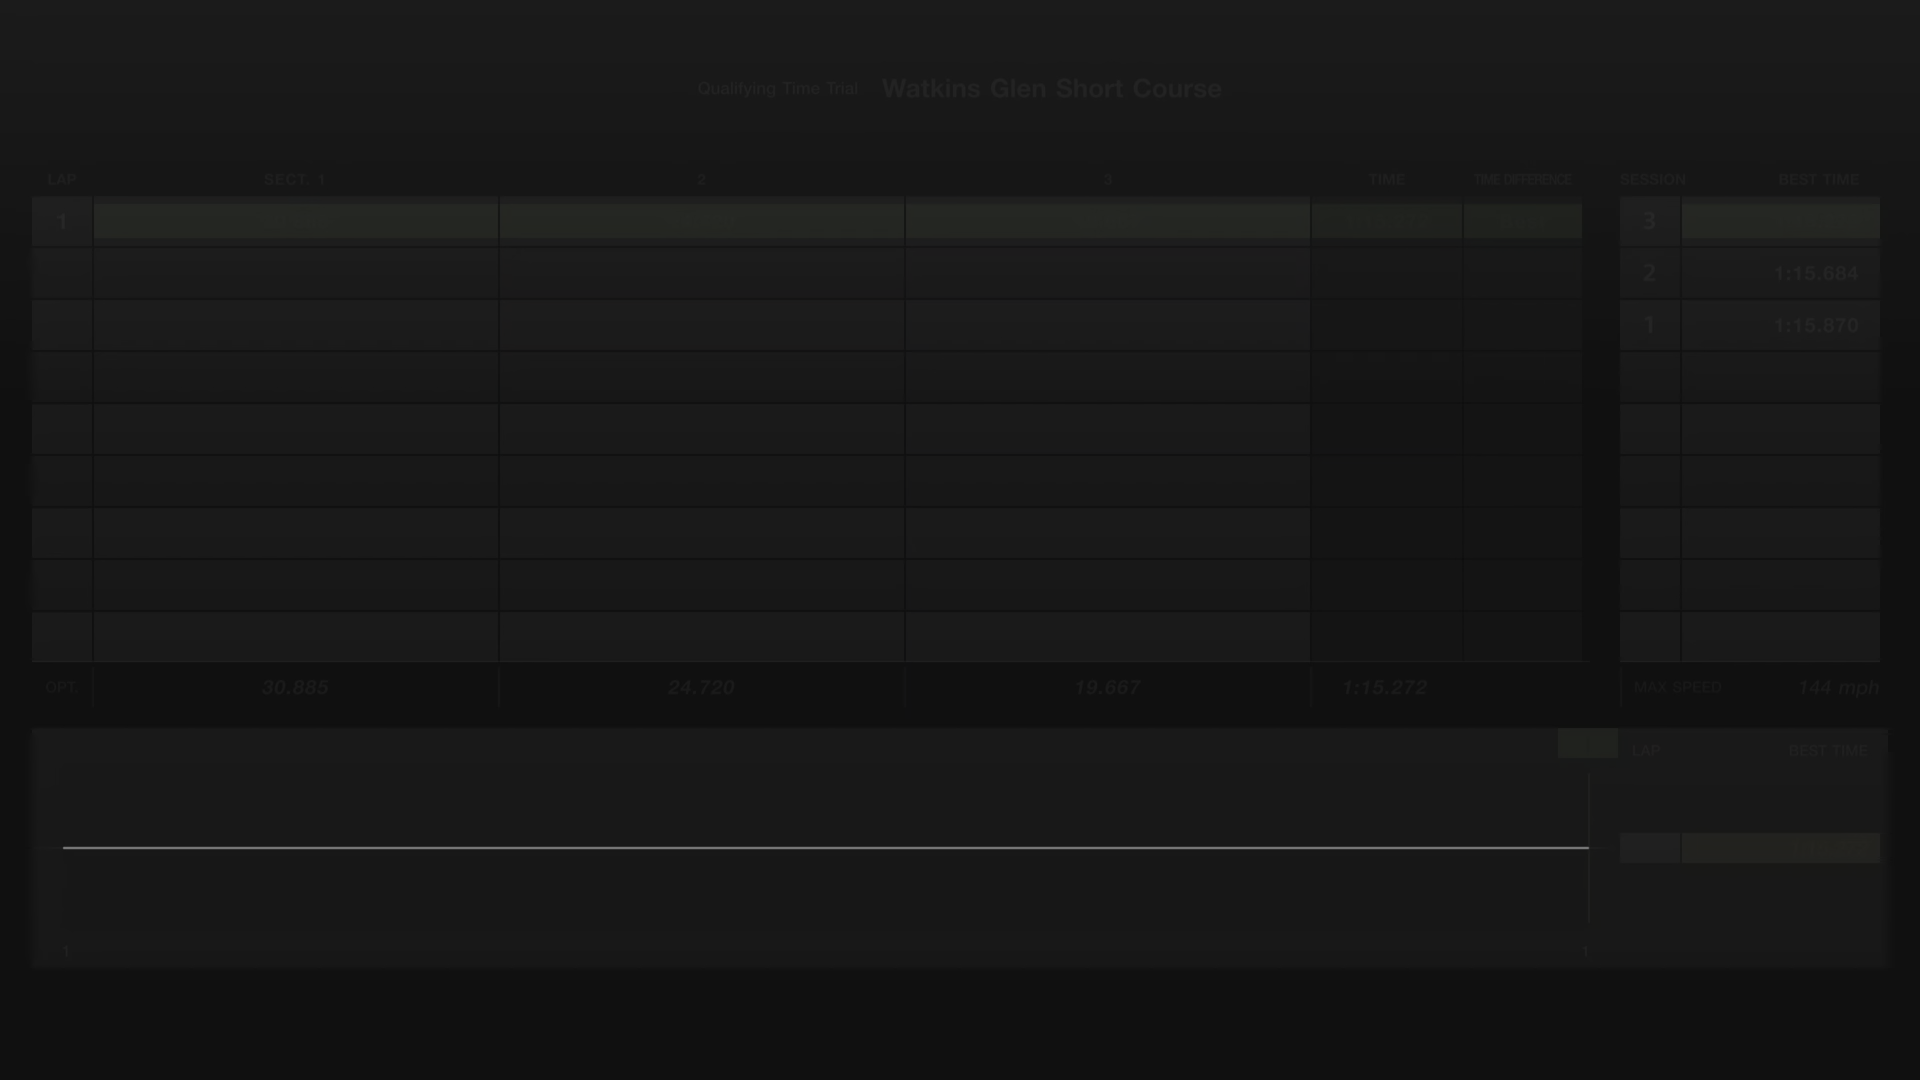 Qualifying Time Trial Watkins Glen Short Course
LAP SECT. 1 2 3 TIME TIME DIFFERENCE SESSION BEST TIME
1 3
2 1:15.684
1 1:15.870
OPT. 30.885 24.720 19.667 1:15.272 MAX SPEED 144 mph
LAP BEST TIME
1 1